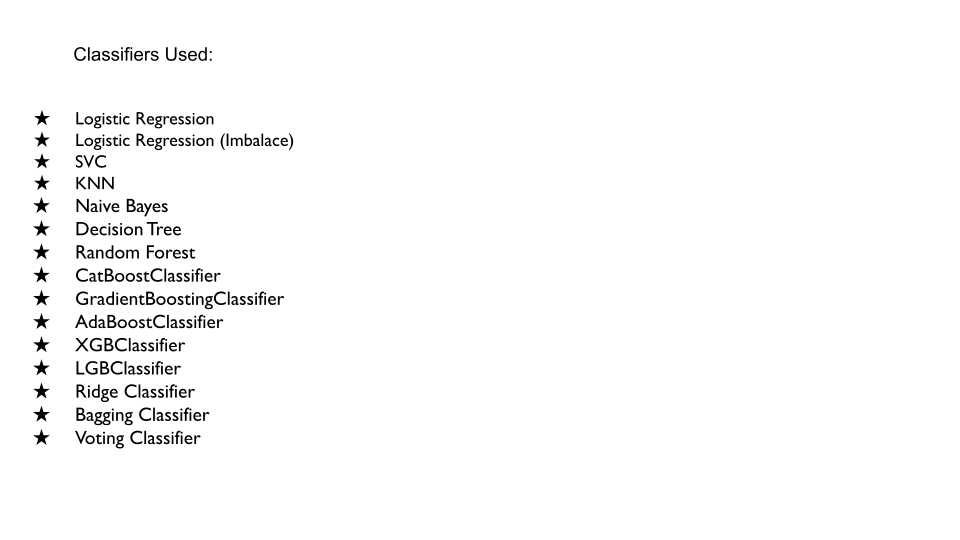 Classifiers Used:
★ Logistic Regression
★ Logistic Regression (Imbalace)
★ SVC
★ KNN
★ Naive Bayes
★ Decision Tree
★ Random Forest
★ CatBoostClassifier
★ GradientBoostingClassifier
★ AdaBoostClassifier
★ XGBClassifier
★ LGBClassifier
★ Ridge Classifier
★ Bagging Classifier
★ Voting Classifier